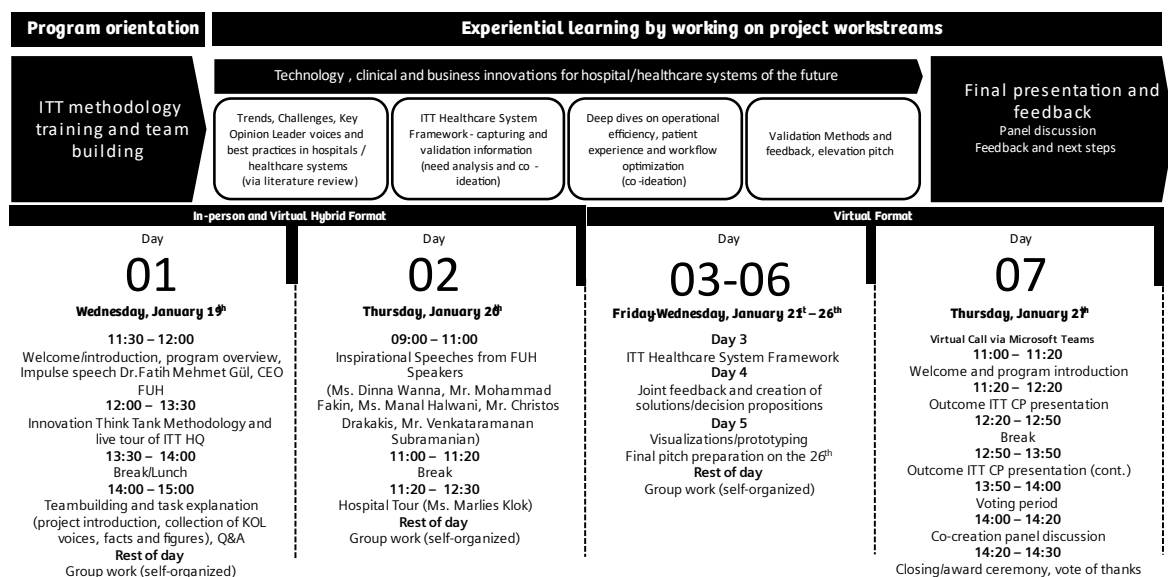 Program orientation
Experiential learning by working on project workstreams
ITT methodology
training and team
building
Technology , clinical and business innovations for hospital/healthcare systems of the future
Trends, Challenges, Key
Opinion Leader voices and
best practices in hospitals /
healthcare systems
(via literature review)
ITT Healthcare System
Framework - capturing and
validation information
(need analysis and co -
ideation)
Deep dives on operational
efficiency, patient
experience and workflow
optimization
(co -ideation)
Validation Methods and
feedback, elevation pitch
Final presentation and
feedback
Panel discussion
Feedback and next steps
In-person and Virtual Hybrid Format
Virtual Format
Day
01
Wednesday, January 19th
11:30 – 12:00
Welcome/introduction, program overview,
Impulse speech Dr.Fatih Mehmet Gül, CEO
FUH
12:00 – 13:30
Innovation Think Tank Methodology and
live tour of ITT HQ
13:30 – 14:00
Break/Lunch
14:00 – 15:00
Teambuilding and task explanation
(project introduction, collection of KOL
voices, facts and figures), Q&A
Rest of day
Group work (self-organized)
Day
02
Thursday, January 20th
09:00 – 11:00
Inspirational Speeches from FUH
Speakers
(Ms. Dinna Wanna, Mr. Mohammad
Fakin, Ms. Manal Halwani, Mr. Christos
Drakakis, Mr. Venkataramanan
Subramanian)
11:00 – 11:20
Break
11:20 – 12:30
Hospital Tour (Ms. Marlies Klok)
Rest of day
Group work (self-organized)
Day
03-06
Friday-Wednesday, January 21st – 26th
Day 3
ITT Healthcare System Framework
Day 4
Joint feedback and creation of
solutions/decision propositions
Day 5
Visualizations/prototyping
Final pitch preparation on the 26th
Rest of day
Group work (self-organized)
Day
07
Thursday, January 27th
Virtual Call via Microsoft Teams
11:00 – 11:20
Welcome and program introduction
11:20 – 12:20
Outcome ITT CP presentation
12:20 – 12:50
Break
12:50 – 13:50
Outcome ITT CP presentation (cont.)
13:50 – 14:00
Voting period
14:00 – 14:20
Co-creation panel discussion
14:20 – 14:30
Closing/award ceremony, vote of thanks